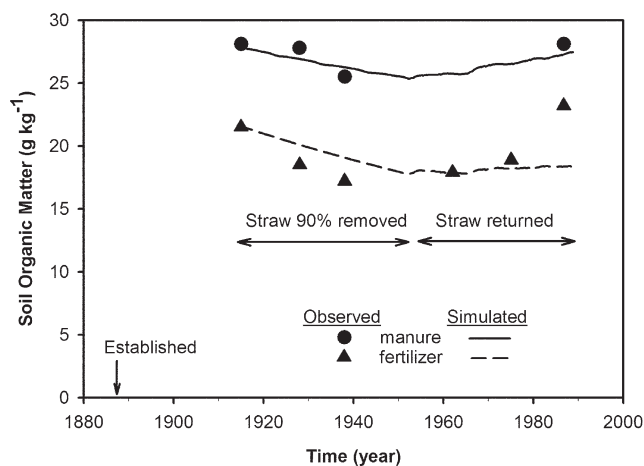 Soil Organic Matter (g kg-1)
30
25
20
15
10
5
0
Straw 90% removed
Straw returned
Observed
Simulated
manure
fertilizer
Established
1880
1900
1920
1940
1960
1980
2000
Time (year)